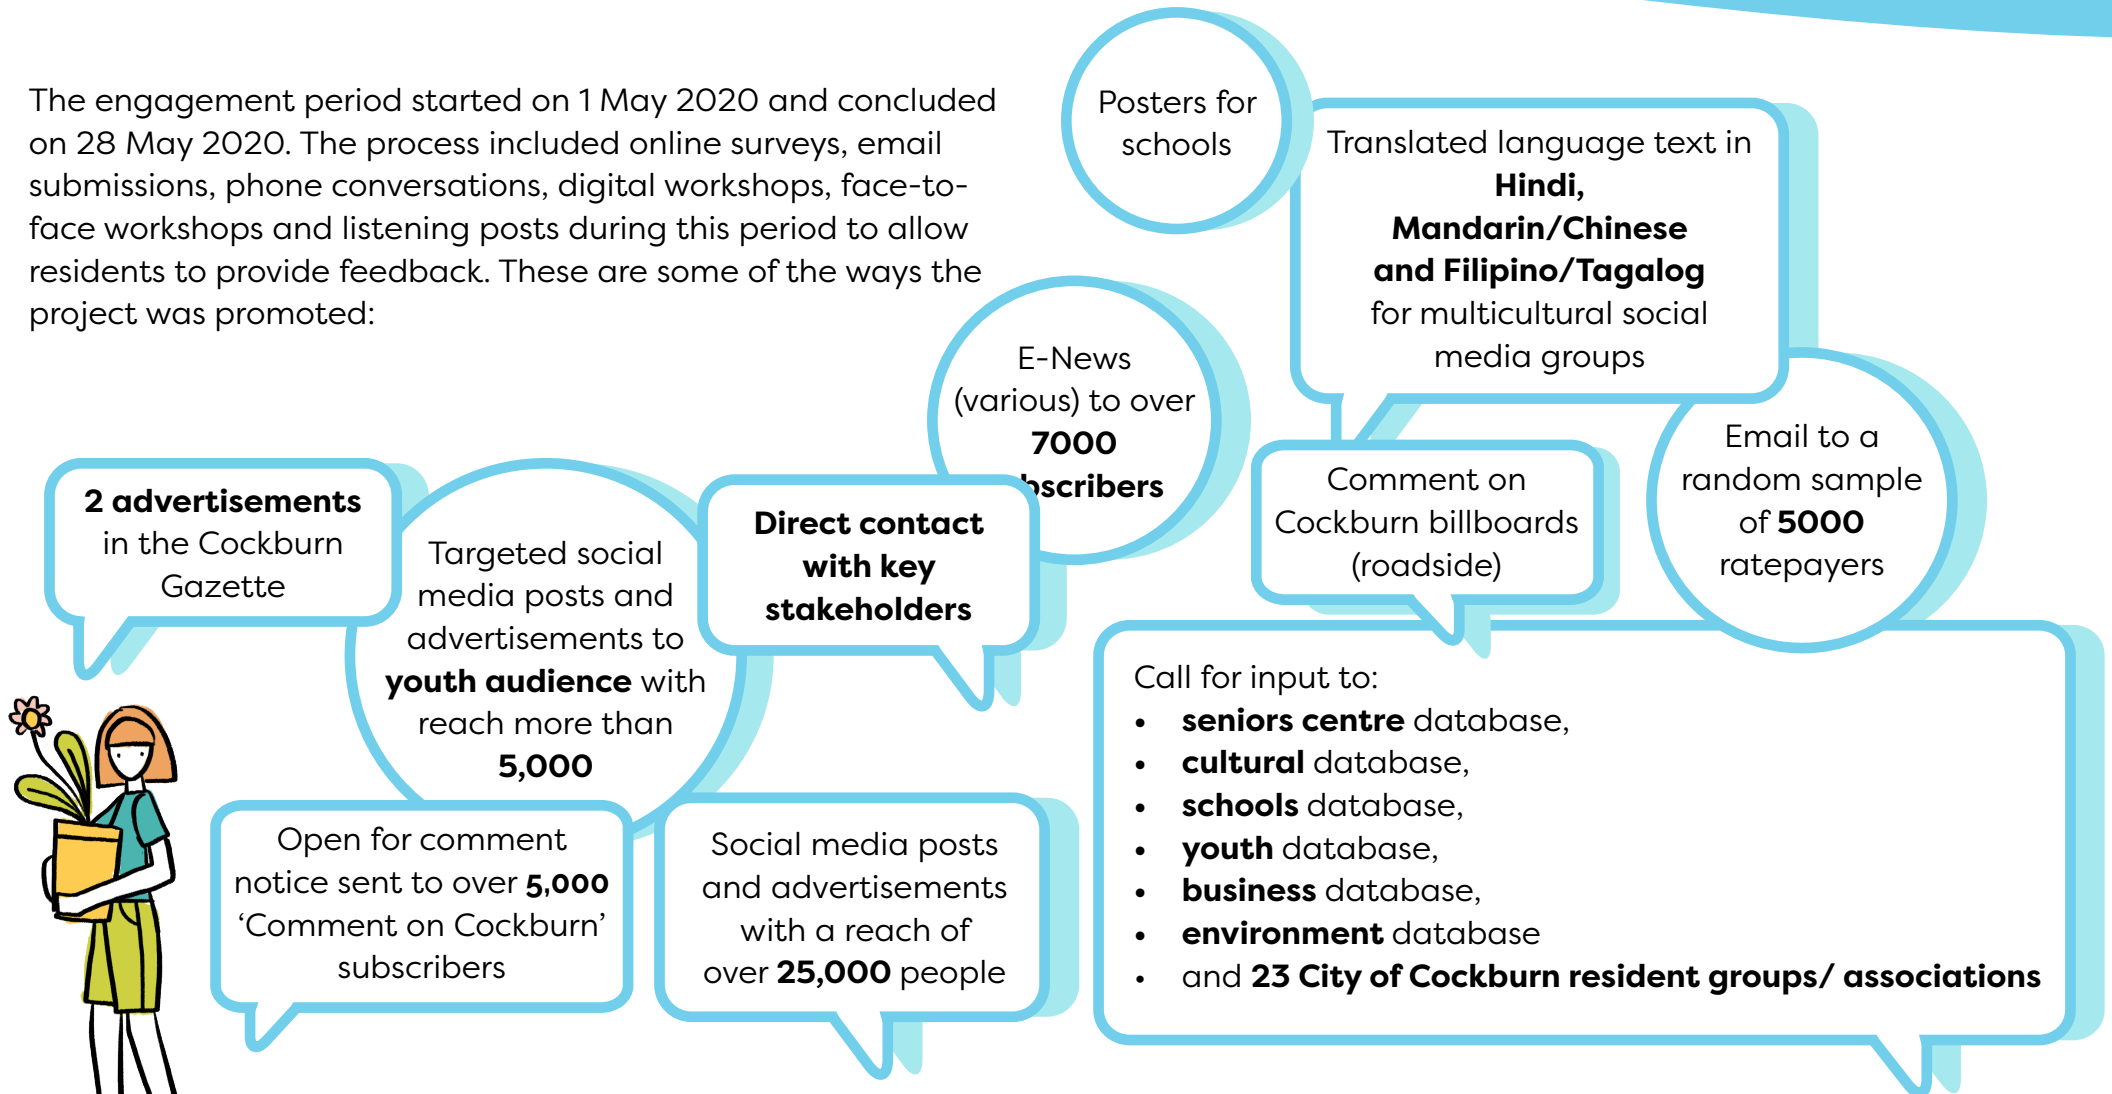 The engagement period started on 1 May 2020 and concluded
on 28 May 2020. The process included online surveys, email
submissions, phone conversations, digital workshops, face-to-
face workshops and listening posts during this period to allow
residents to provide feedback. These are some of the ways the
project was promoted:
Posters for
schools
Translated language text in
Hindi,
Mandarin/Chinese
and Filipino/Tagalog
for multicultural social
media groups
E-News
(various) to over
7000
bscribers
Email to a
random sample
of 5000
ratepayers
2 advertisements
in the Cockburn
Gazette
Targeted social
media posts and
advertisements to
youth audience with
reach more than
5,000
Direct contact
with key
stakeholders
Comment on
Cockburn billboards
(roadside)
Open for comment
notice sent to over 5,000
‘Comment on Cockburn’
subscribers
Social media posts
and advertisements
with a reach of
over 25,000 people
Call for input to:
• seniors centre database,
• cultural database,
• schools database,
• youth database,
• business database,
• environment database
• and 23 City of Cockburn resident groups/ associations